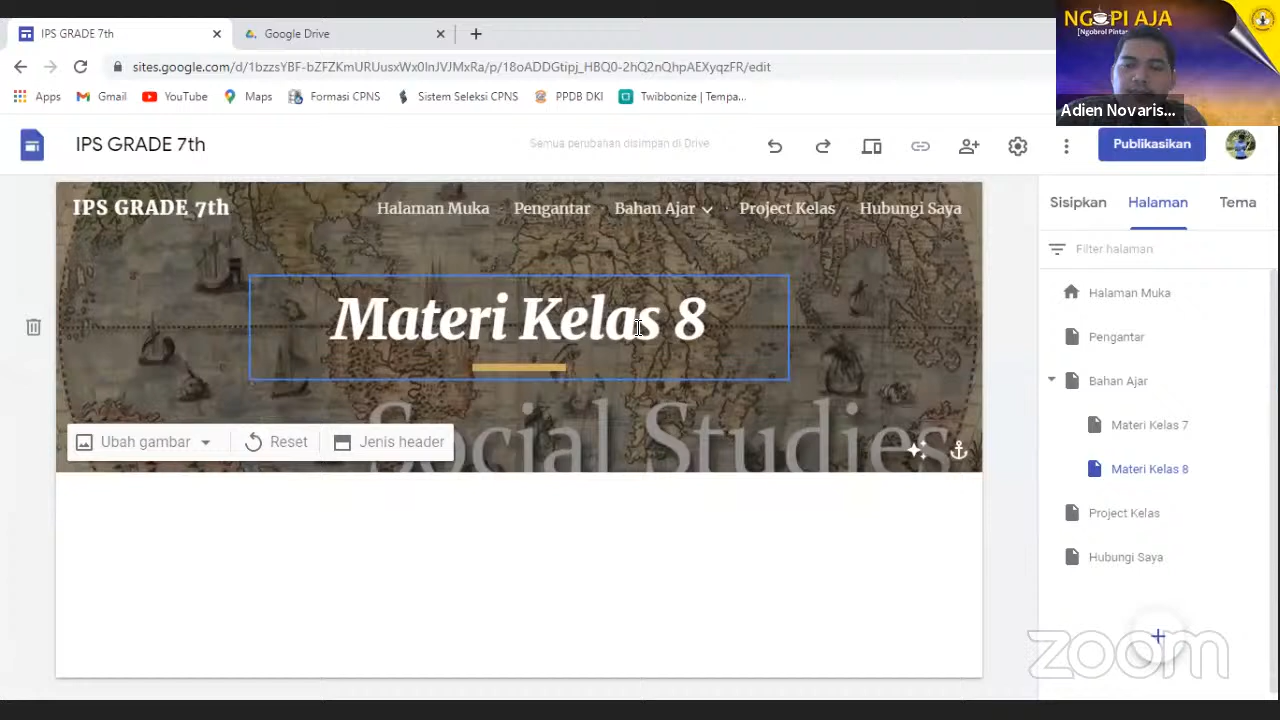 IPS GRADE 7th
Google Drive
sites.google.com/d/1bzzsYBF-bZFZKmURUusxWx0InJVJMxRa/p/18oADDGtipj_HBQ0-2hQ2nQhpAEXyqzFR/edit
Apps Gmail YouTube Maps Formasi CPNS Sistem Seleksi CPNS PPDB DKI Twibbonize | Tempa...
NGOPI AJA
[Ngobrol Pintar
Adien Novaris...
IPS GRADE 7th
Semua perubahan disimpan di Drive
Publikasikan
IPS GRADE 7th
Halaman Muka Pengantar Bahan Ajar Project Kelas Hubungi Saya
Materi Kelas 8
Social Studies
Ubah gambar Reset Jenis header
Sisipkan Halaman Tema
Filter halaman
Halaman Muka
Pengantar
Bahan Ajar
Materi Kelas 7
Materi Kelas 8
Project Kelas
Hubungi Saya
zoom